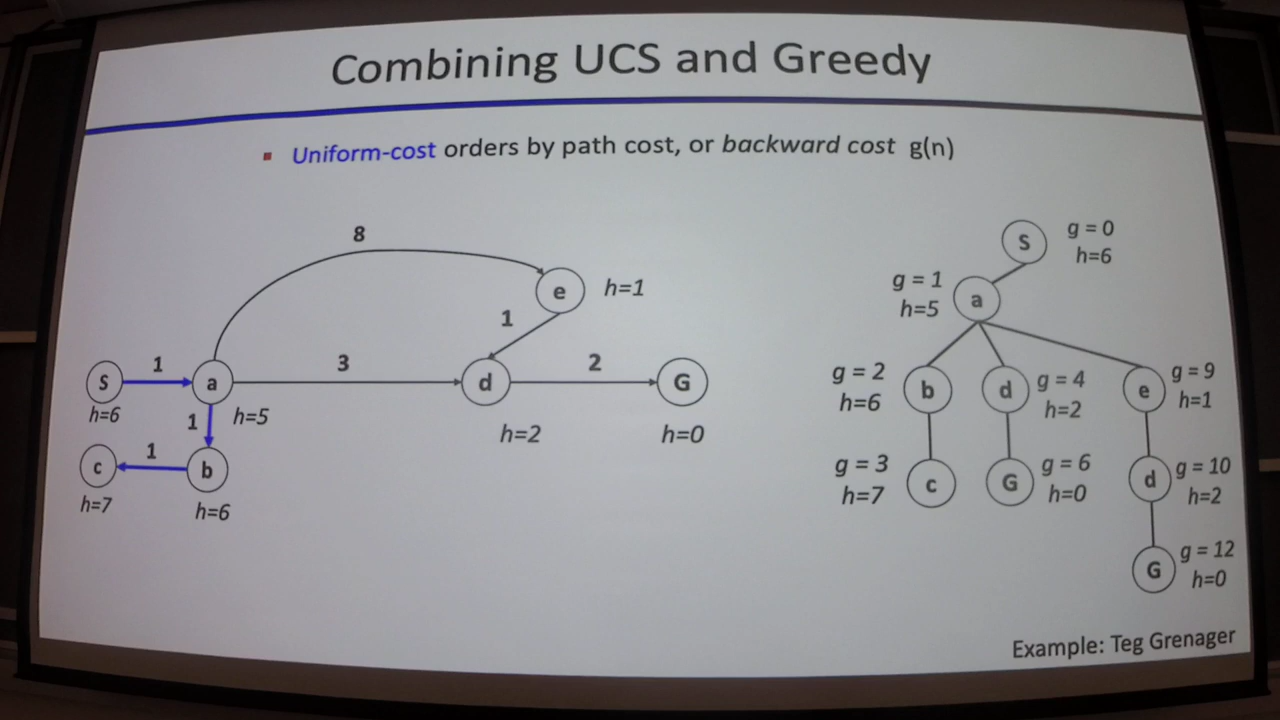 Combining UCS and Greedy
▪ Uniform-cost orders by path cost, or backward cost g(n)
8
e
h=1
1
S
1
a
3
d
2
G
h=6
1
h=5
h=2
h=0
c
1
b
h=7
h=6
S
g = 0
h=6
g = 1
h=5
a
g = 2
h=6
b
d
g = 4
h=2
e
g = 9
h=1
g = 3
h=7
c
G
g = 6
h=0
d
g = 10
h=2
G
g = 12
h=0
Example: Teg Grenager